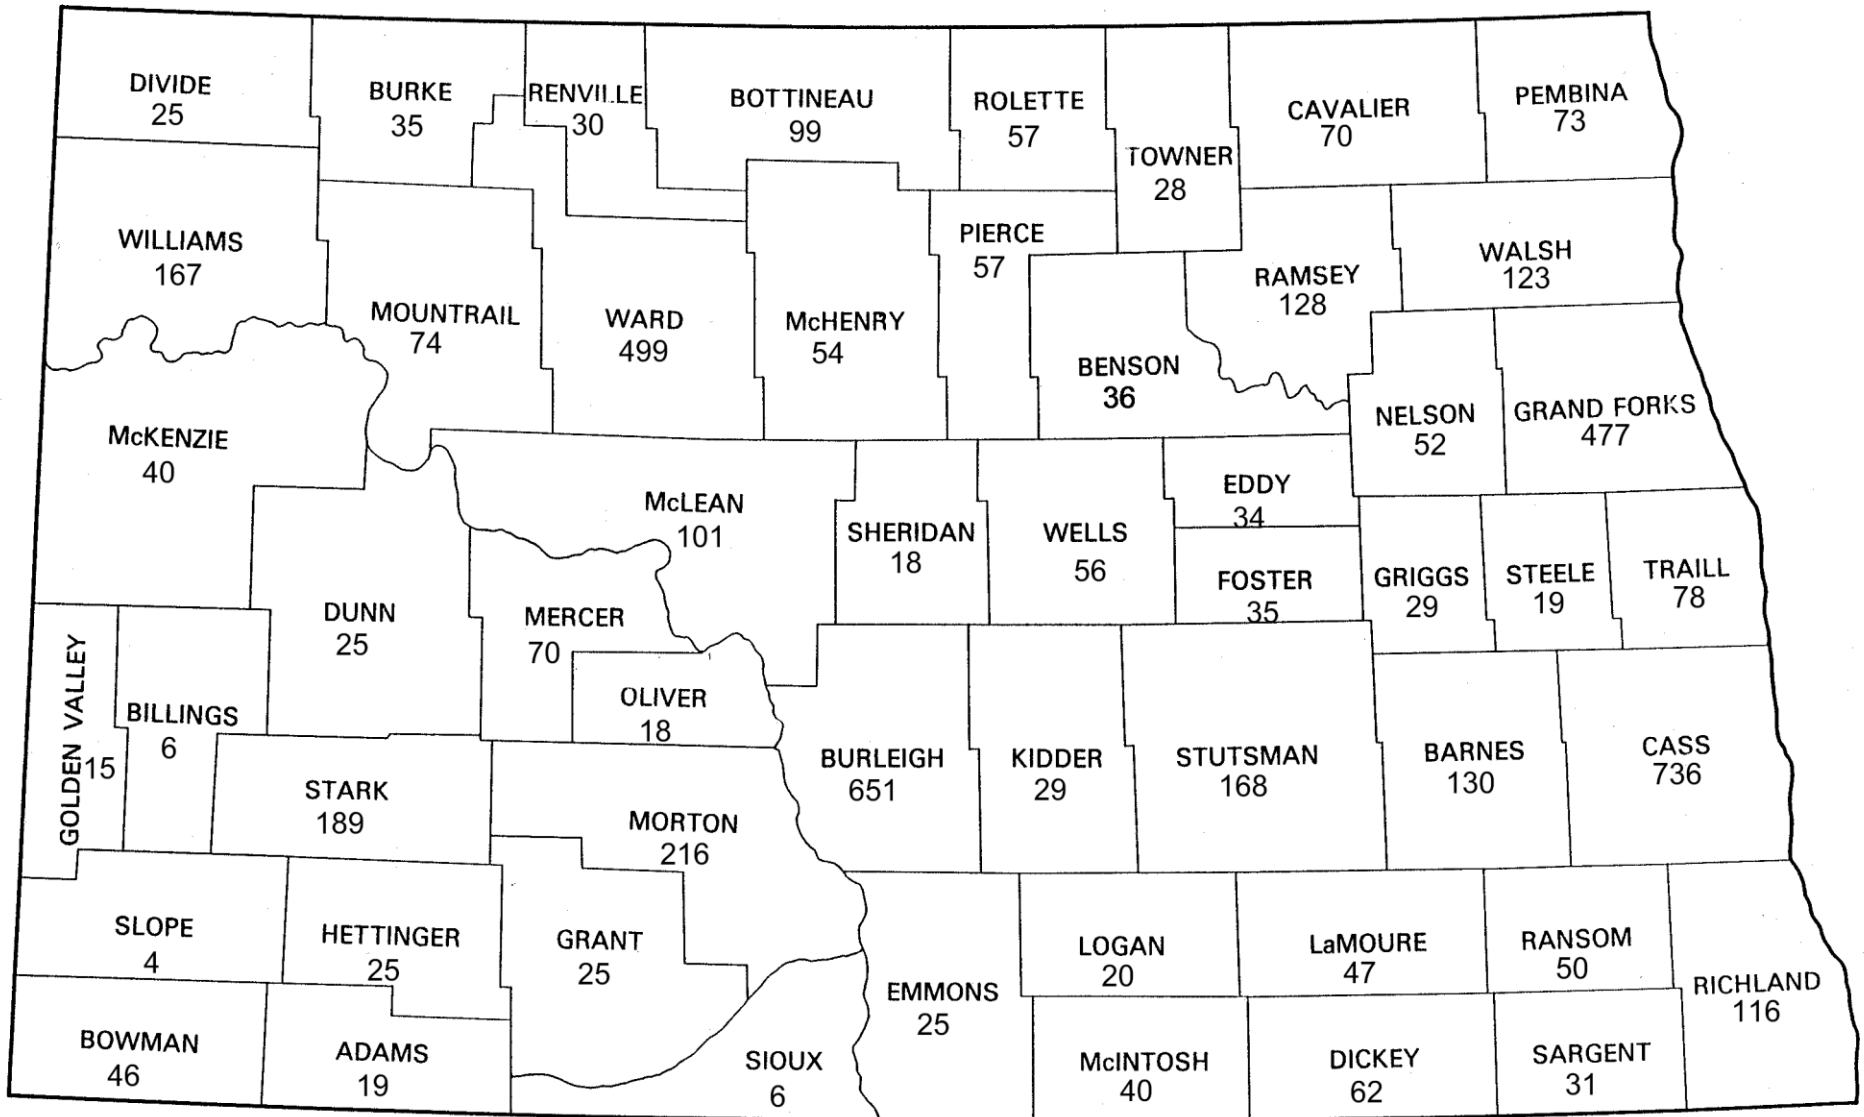 DIVIDE
25
BURKE
35
RENVILLE
30
BOTTINEAU
99
ROLETTE
57
TOWNER
28
CAVALIER
70
PEMBINA
73
WILLIAMS
167
MOUNTRAIL
74
WARD
499
McHENRY
54
PIERCE
57
BENSON
36
RAMSEY
128
WALSH
123
McKENZIE
40
NELSON
52
GRAND FORKS
477
DUNN
25
McLEAN
101
MERCER
70
OLIVER
18
SHERIDAN
18
WELLS
56
EDDY
34
FOSTER
35
GRIGGS
29
STEELE
19
TRAILL
78
GOLDEN VALLEY
15
BILLINGS
6
STARK
189
MORTON
216
BURLEIGH
651
KIDDER
29
STUTSMAN
168
BARNES
130
CASS
736
SLOPE
4
HETTINGER
25
GRANT
25
EMMONS
25
LOGAN
20
LaMOURE
47
RANSOM
50
RICHLAND
116
BOWMAN
46
ADAMS
19
SIOUX
6
McINTOSH
40
DICKEY
62
SARGENT
31